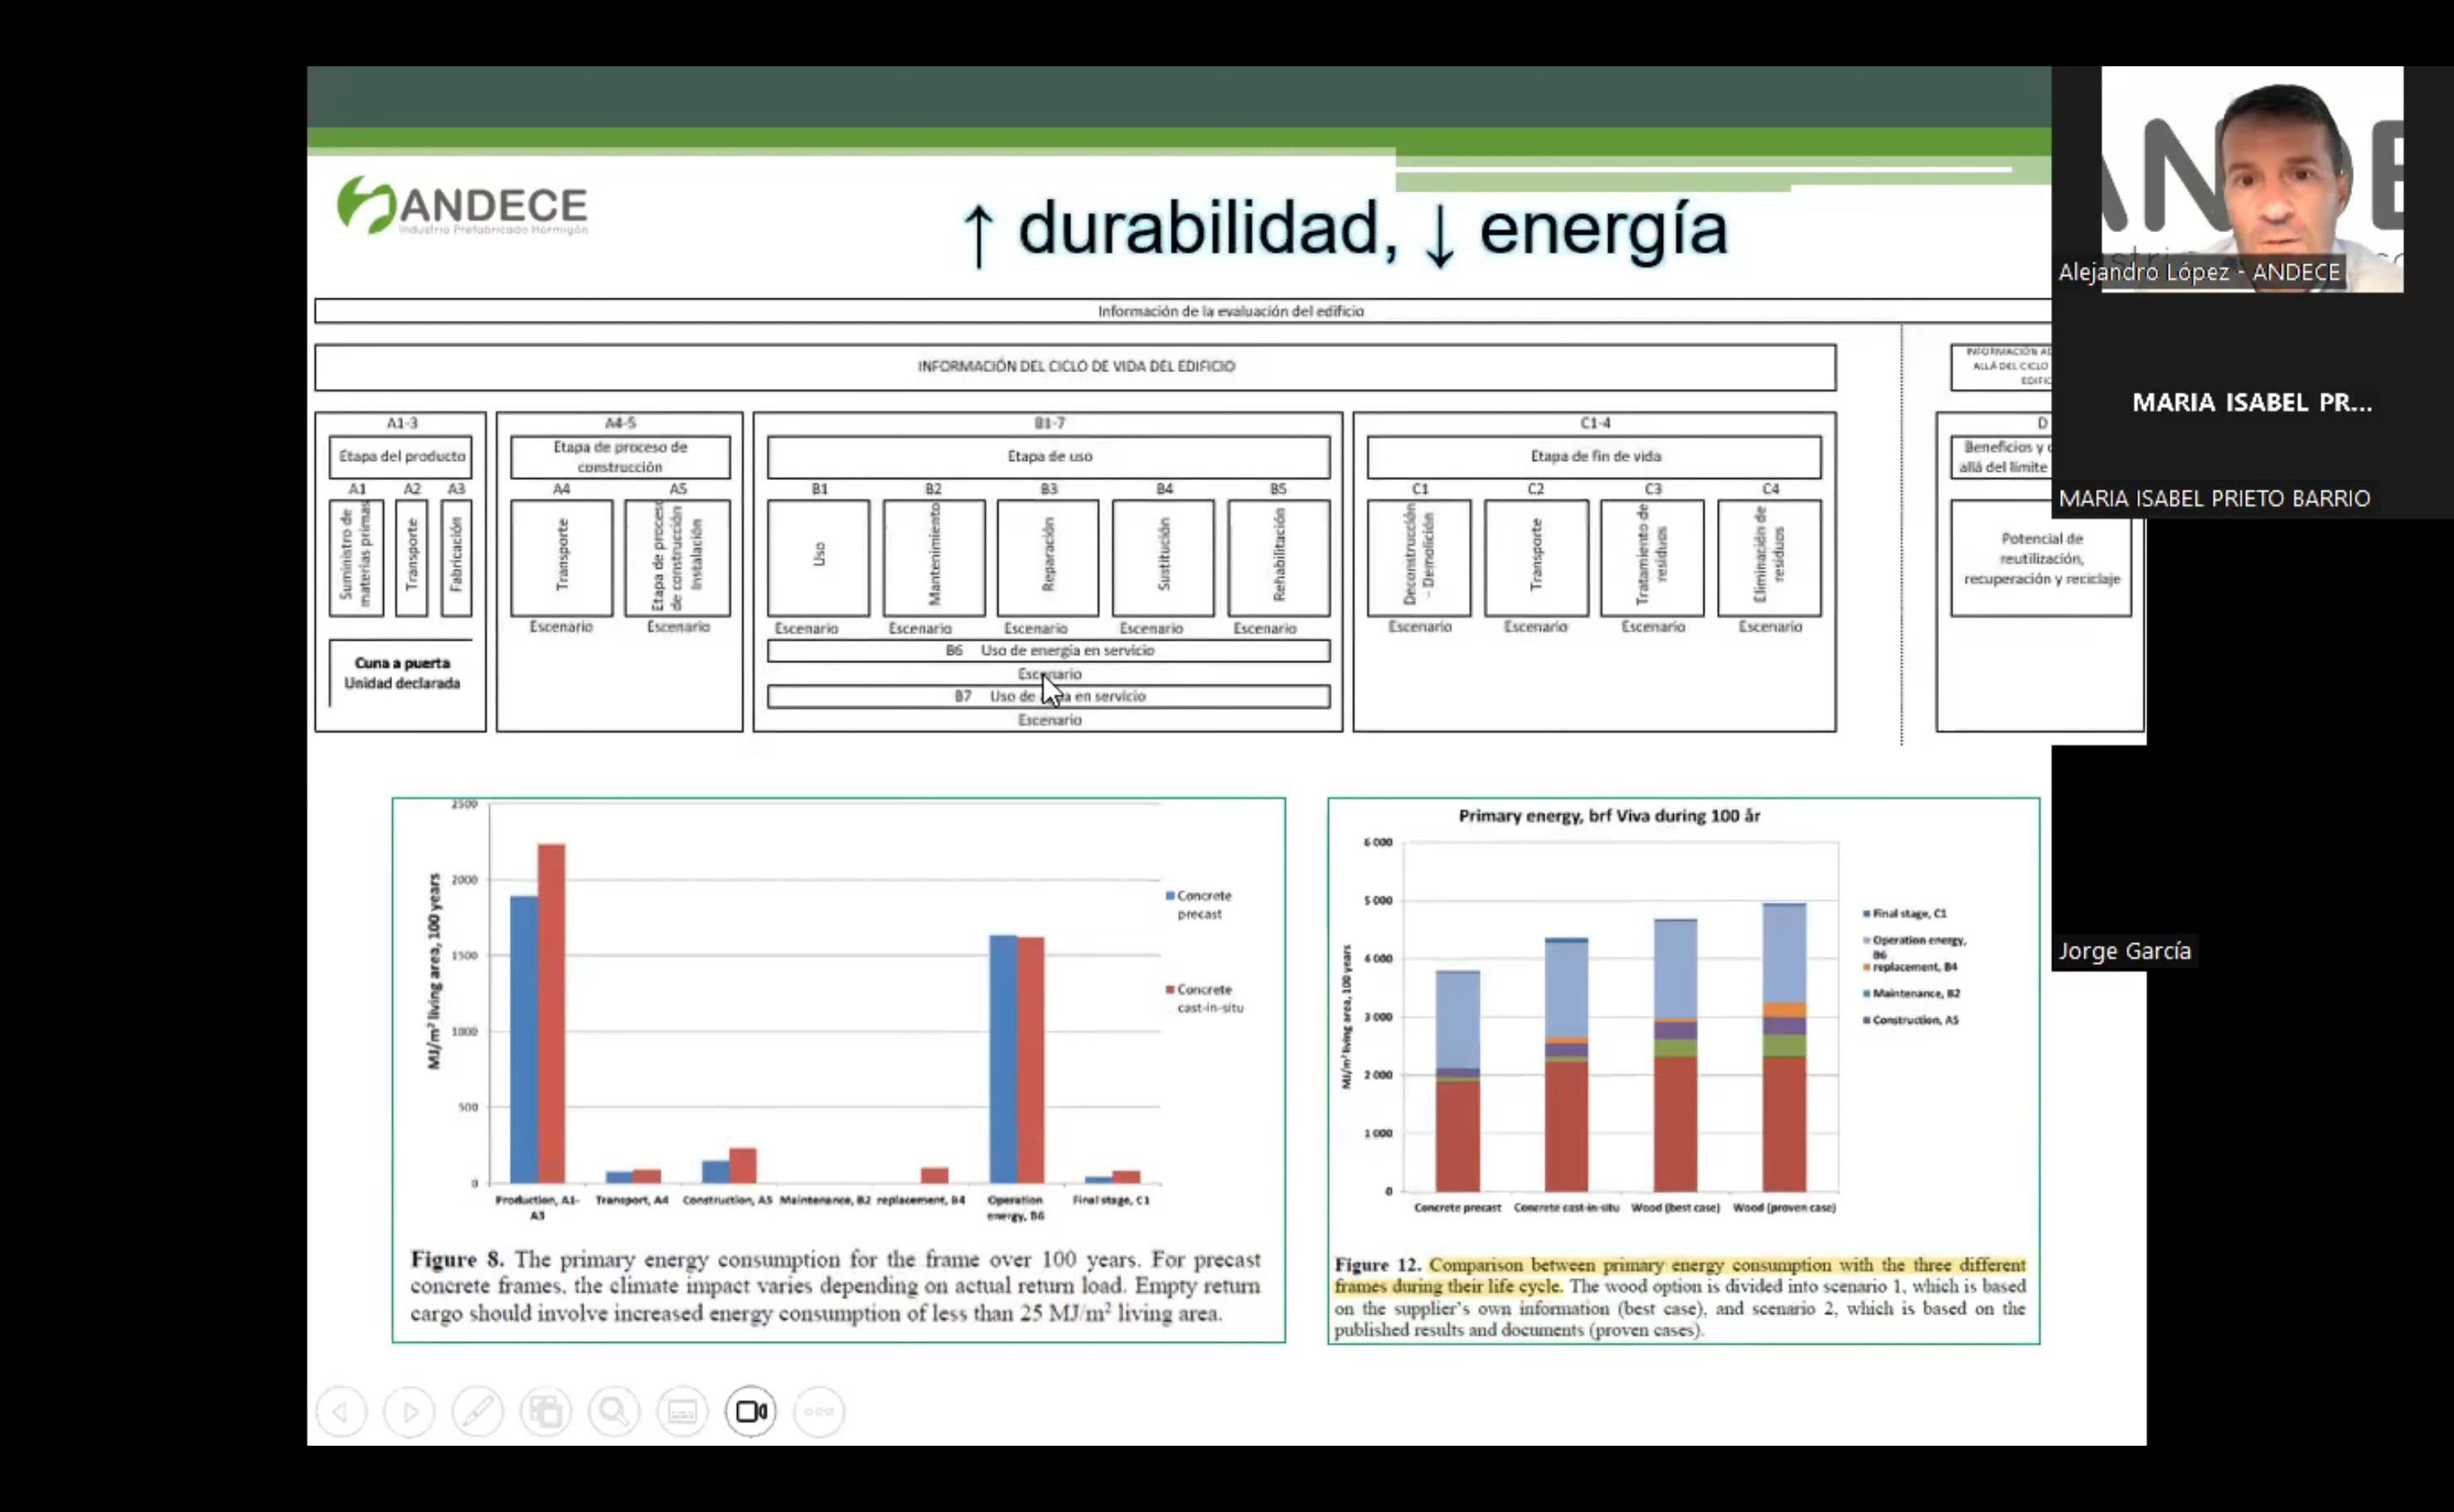 ANDECE
Industria Prefabricado Hormigón
↑ durabilidad, ↓ energía
Información de la evaluación del edificio
INFORMACIÓN DEL CICLO DE VIDA DEL EDIFICIO
INFORMACIÓN
ALLÁ DEL CICLO
A1-3
Etapa del producto
A1
A2
A3
Suministro de
materias primas
Transporte
Fabricación
Cuna a puerta
Unidad declarada
A4-5
Etapa de proceso de
construcción
A4
A5
Transporte
Etapa de proceso
de construcción
Instalación
Escenario
Escenario
B1-7
Etapa de uso
B1
B2
B3
B4
B5
Uso
Mantenimiento
Reparación
Sustitución
Rehabilitación
Escenario
Escenario
Escenario
Escenario
Escenario
B6 Uso de energía en servicio
Escenario
B7 Uso de en servicio
Escenario
C1-4
Etapa de fin de vida
C1
C2
C3
C4
Deconstrucción
- Demolición
Transporte
Tratamiento de
residuos
Eliminación de
residuos
Escenario
Escenario
Escenario
Escenario
D
Beneficios y
allá del límite
Potencial de
reutilización,
recuperación y reciclaje
MJ/m² living area, 100 years
2500
2000
1500
1000
500
0
Production, A1-
A3
Transport, A4
Construction, A5
Maintenance, B2
replacement, B4
Operation
energy, B6
Final stage, C1
Concrete
precast
Concrete
cast-in-situ
Figure 8. The primary energy consumption for the frame over 100 years. For precast
concrete frames, the climate impact varies depending on actual return load. Empty return
cargo should involve increased energy consumption of less than 25 MJ/m² living area.
Primary energy, brf Viva during 100 år
MJ/m² living area, 100 years
6 000
5 000
4 000
3 000
2 000
1 000
0
Concrete precast
Concrete cast-in-situ
Wood (best case)
Wood (proven case)
Final stage, C1
Operation energy,
B6
replacement, B4
Maintenance, B2
Construction, A5
Figure 12. Comparison between primary energy consumption with the three different
frames during their life cycle. The wood option is divided into scenario 1, which is based
on the supplier's own information (best case), and scenario 2, which is based on the
published results and documents (proven cases).
Alejandro López - ANDECE
MARIA ISABEL PR...
MARIA ISABEL PRIETO BARRIO
Jorge García